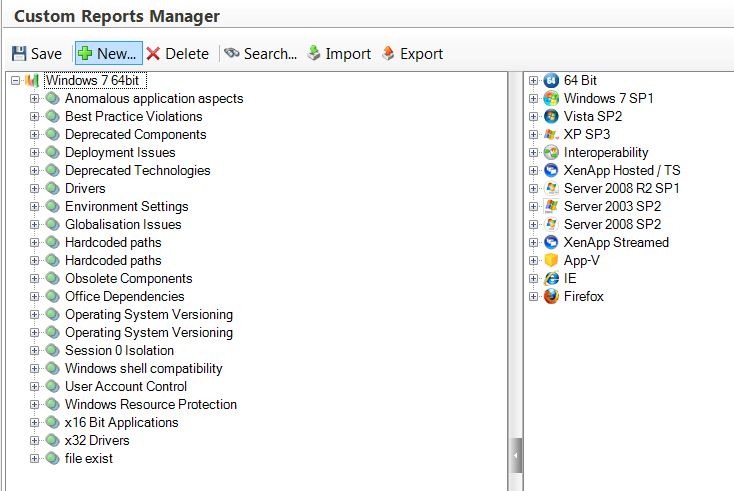 Custom Reports Manager
Save New... Delete Search... Import Export
Windows 7 64bit
Anomalous application aspects
Best Practice Violations
Deprecated Components
Deployment Issues
Deprecated Technologies
Drivers
Environment Settings
Globalisation Issues
Hardcoded paths
Hardcoded paths
Obsolete Components
Office Dependencies
Operating System Versioning
Operating System Versioning
Session 0 Isolation
Windows shell compatibility
User Account Control
Windows Resource Protection
x16 Bit Applications
x32 Drivers
file exist
64 Bit
Windows 7 SP1
Vista SP2
XP SP3
Interoperability
XenApp Hosted / TS
Server 2008 R2 SP1
Server 2003 SP2
Server 2008 SP2
XenApp Streamed
App-V
IE
Firefox